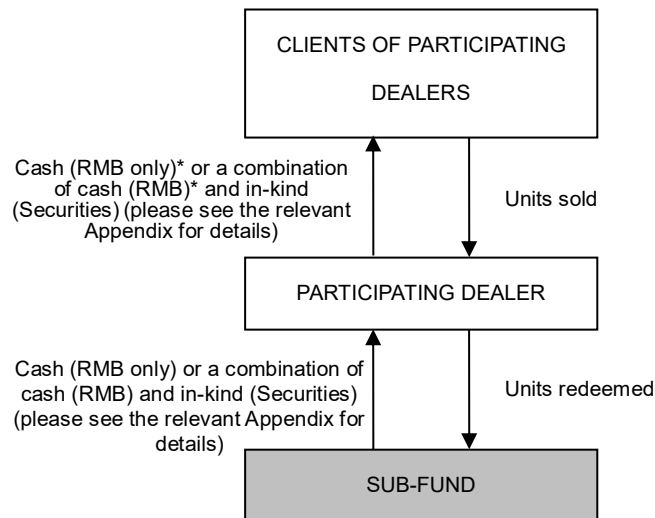 CLIENTS OF PARTICIPATING
DEALERS
Cash (RMB only)* or a combination
of cash (RMB)* and in-kind
(Securities) (please see the relevant
Appendix for details)
Units sold
PARTICIPATING DEALER
Cash (RMB only) or a combination of
cash (RMB) and in-kind (Securities)
(please see the relevant Appendix for
details)
Units redeemed
SUB-FUND